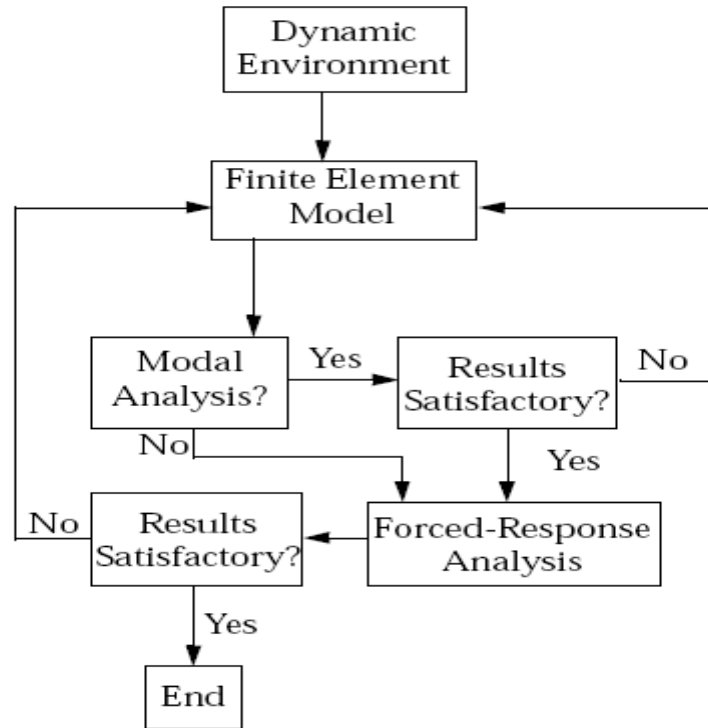 Dynamic
Environment
Finite Element
Model
Modal
Analysis?
Yes
Results
Satisfactory?
No
No
Yes
Forced-Response
Analysis
Results
Satisfactory?
No
Yes
End